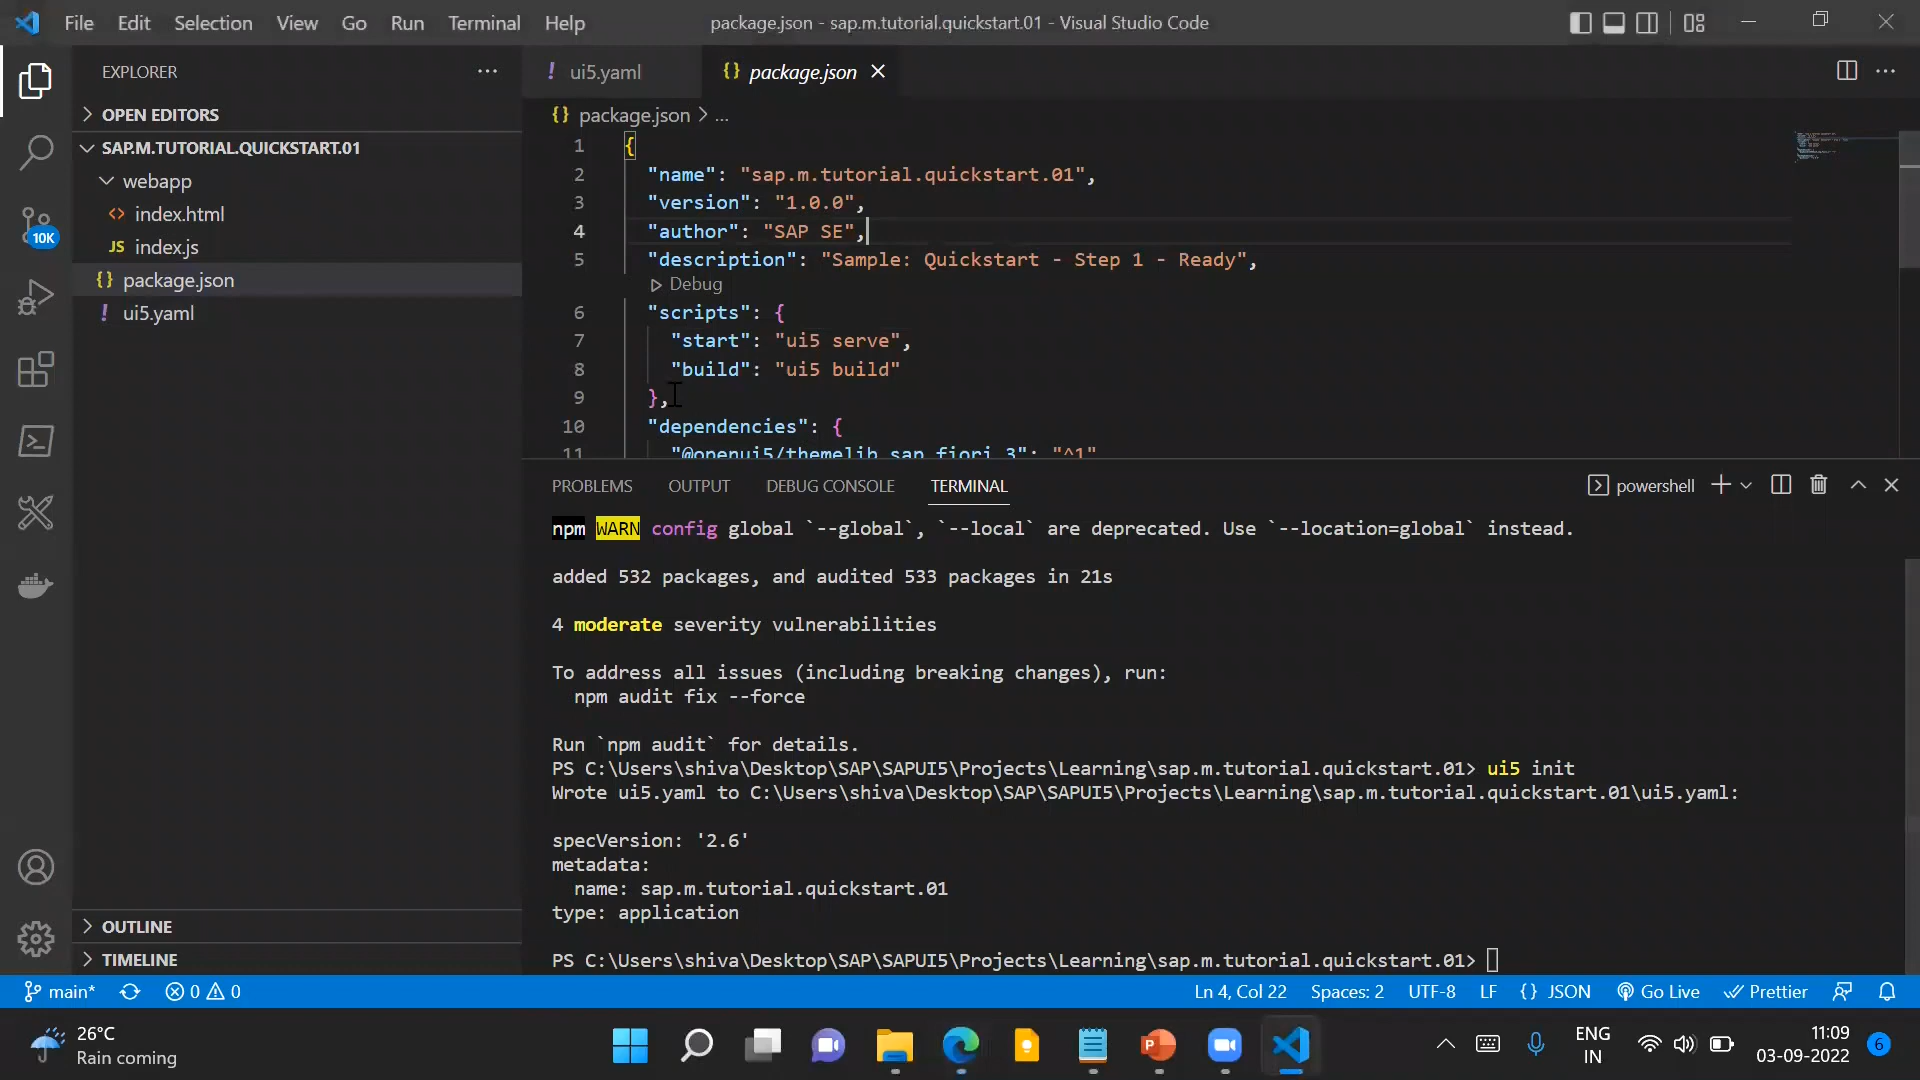 File Edit Selection View Go Run Terminal Help
package.json - sap.m.tutorial.quickstart.01 - Visual Studio Code
EXPLORER
OPEN EDITORS
SAP.M.TUTORIAL.QUICKSTART.01
webapp
<> index.html
JS index.js
{} package.json
! ui5.yaml
10K
OUTLINE
TIMELINE
! ui5.yaml
{} package.json
{} package.json > ...
1 {
2 "name": "sap.m.tutorial.quickstart.01",
3 "version": "1.0.0",
4 "author": "SAP SE",
5 "description": "Sample: Quickstart - Step 1 - Ready",
Debug
6 "scripts": {
7 "start": "ui5 serve",
8 "build": "ui5 build"
9 },
10 "dependencies": {
11 "@openui5/themelib_sap_fiori_3": "^1"
PROBLEMS OUTPUT DEBUG CONSOLE TERMINAL
powershell
npm WARN config global `--global`, `--local` are deprecated. Use `--location=global` instead.
added 532 packages, and audited 533 packages in 21s
4 moderate severity vulnerabilities
To address all issues (including breaking changes), run:
npm audit fix --force
Run `npm audit` for details.
PS C:\Users\shiva\Desktop\SAP\SAPUI5\Projects\Learning\sap.m.tutorial.quickstart.01> ui5 init
Wrote ui5.yaml to C:\Users\shiva\Desktop\SAP\SAPUI5\Projects\Learning\sap.m.tutorial.quickstart.01\ui5.yaml:
specVersion: '2.6'
metadata:
name: sap.m.tutorial.quickstart.01
type: application
PS C:\Users\shiva\Desktop\SAP\SAPUI5\Projects\Learning\sap.m.tutorial.quickstart.01>
main* 0 0
Ln 4, Col 22 Spaces: 2 UTF-8 LF {} JSON Go Live Prettier
26°C
Rain coming
ENG
IN
11:09
03-09-2022
6